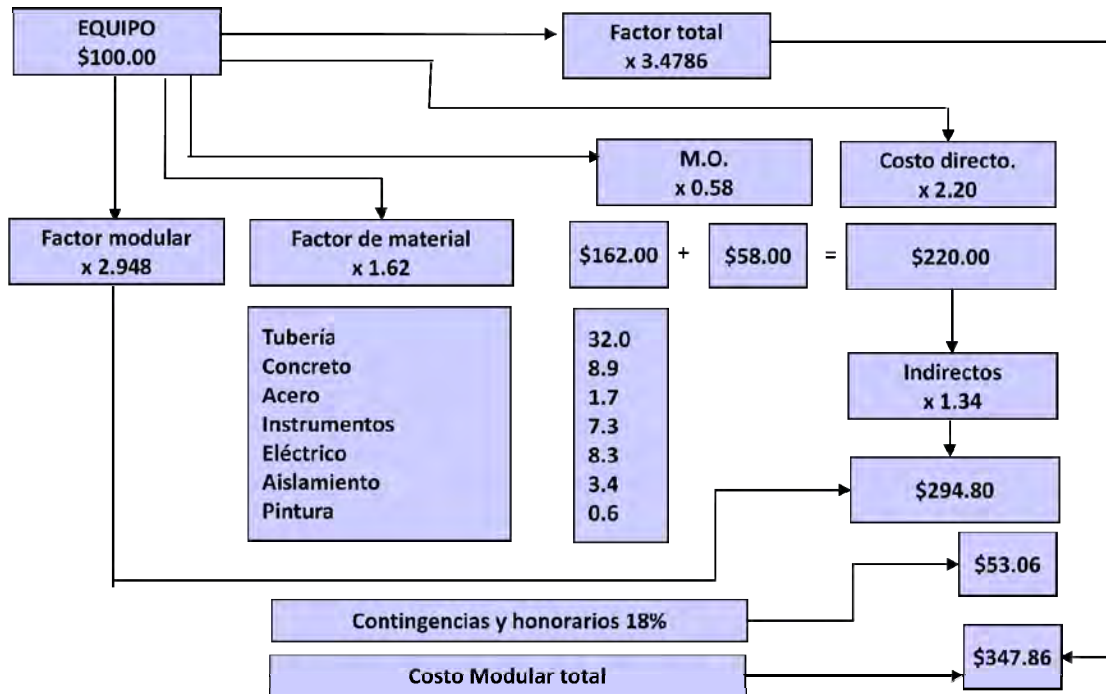 EQUIPO
$100.00
Factor total
x 3.4786
M.O.
x 0.58
Costo directo.
x 2.20
Factor modular
x 2.948
Factor de material
x 1.62
$162.00 + $58.00 = $220.00
Tubería 32.0
Concreto 8.9
Acero 1.7
Instrumentos 7.3
Eléctrico 8.3
Aislamiento 3.4
Pintura 0.6
Indirectos
x 1.34
$294.80
$53.06
Contingencias y honorarios 18%
$347.86
Costo Modular total